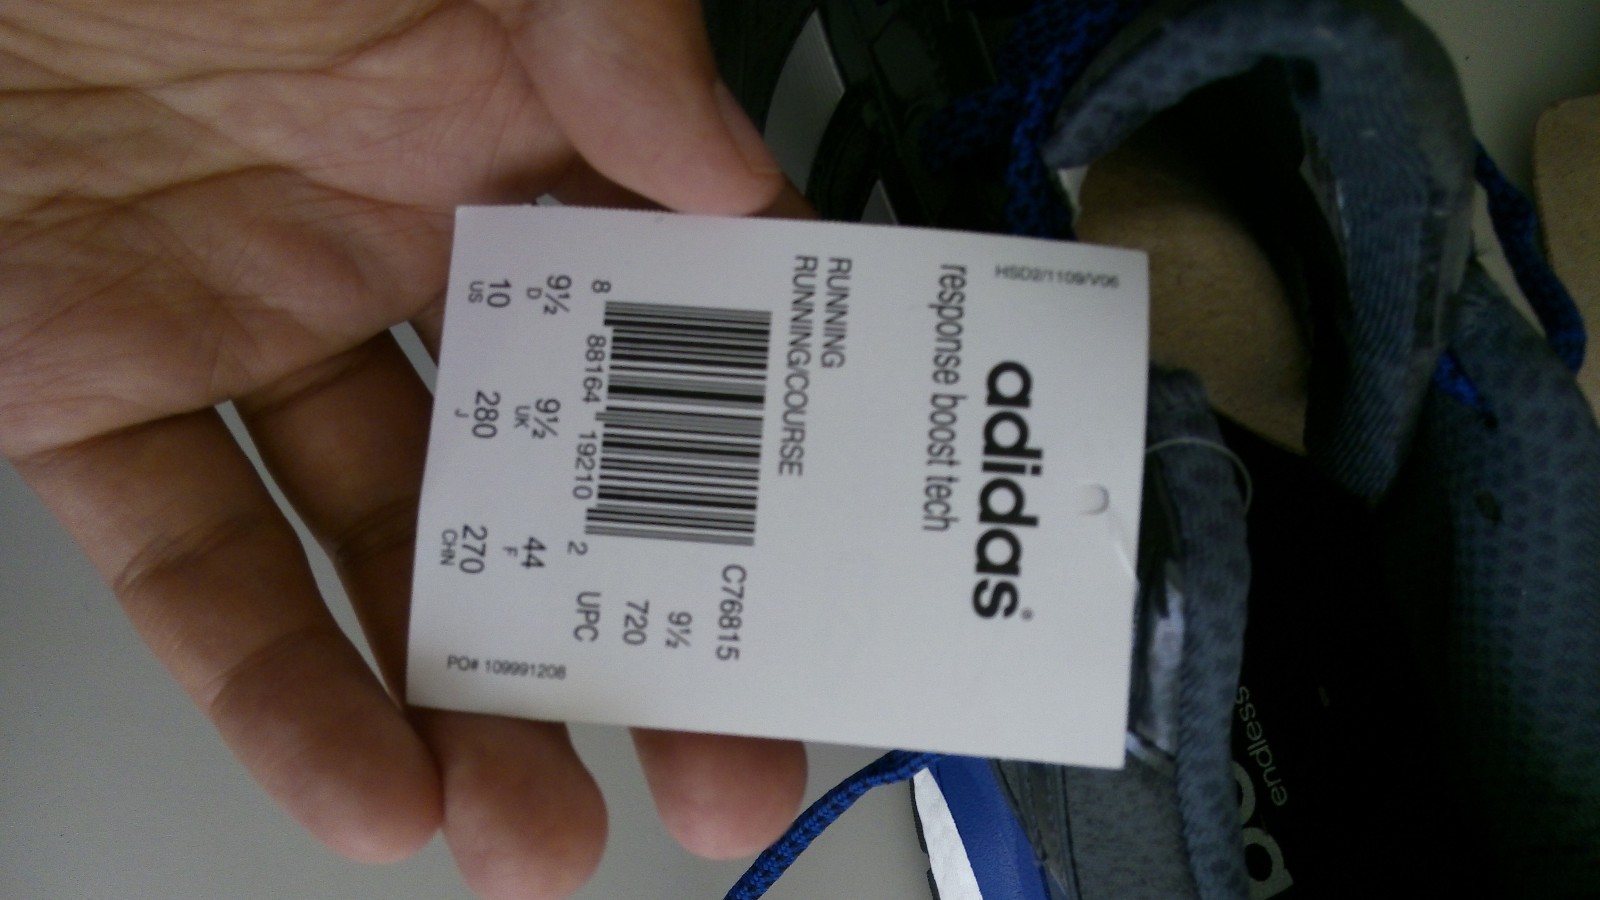 HSD2/1109/V06
adidas®
response boost tech
RUNNING
RUNNING/COURSE
C76815
9½
720
UPC
8 88164 19210 2
9½ D 9½ UK 44 F
10 US 280 J 270 CHN
PO# 109991208
endless